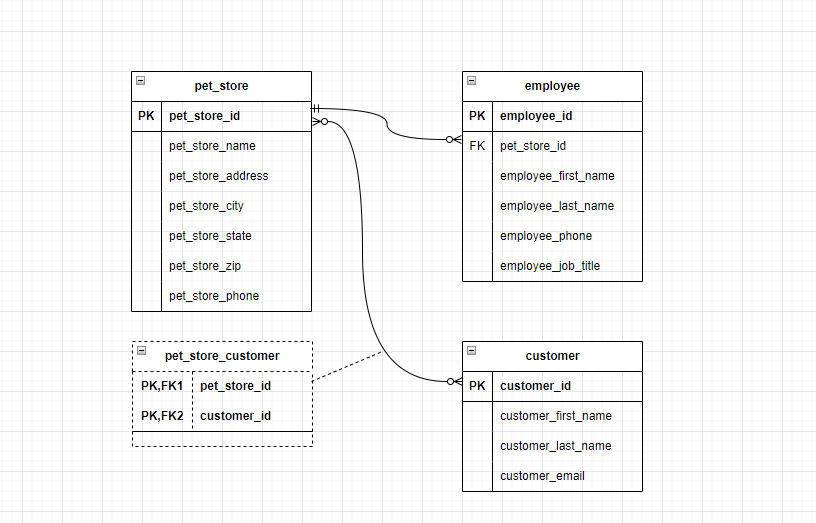 pet_store
PK pet_store_id
pet_store_name
pet_store_address
pet_store_city
pet_store_state
pet_store_zip
pet_store_phone
employee
PK employee_id
FK pet_store_id
employee_first_name
employee_last_name
employee_phone
employee_job_title
pet_store_customer
PK,FK1 pet_store_id
PK,FK2 customer_id
customer
PK customer_id
customer_first_name
customer_last_name
customer_email